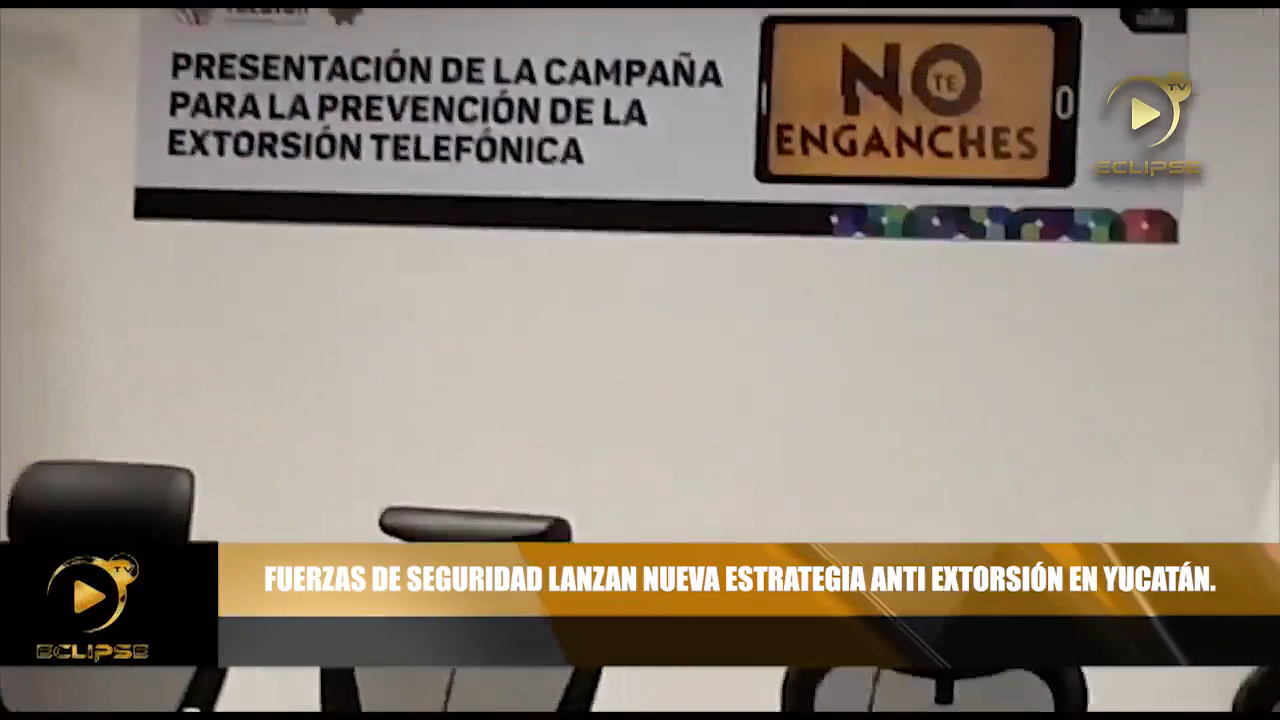 PRESENTACIÓN DE LA CAMPAÑA
PARA LA PREVENCIÓN DE LA
EXTORSIÓN TELEFÓNICA
NO TE
ENGANCHES
TV
ECLIPSE
TV
ECLIPSE
FUERZAS DE SEGURIDAD LANZAN NUEVA ESTRATEGIA ANTI EXTORSIÓN EN YUCATÁN.